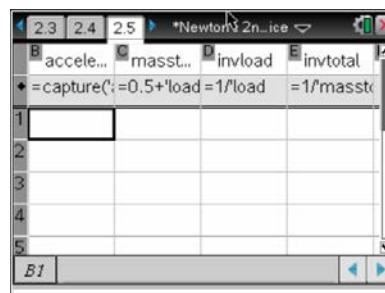 2.3 2.4 2.5 *Newton's 2n...ice
B accele... C masst... D invload E invtotal
=capture(' =0.5+'load =1/'load =1/'massto
1
2
3
4
5
B1